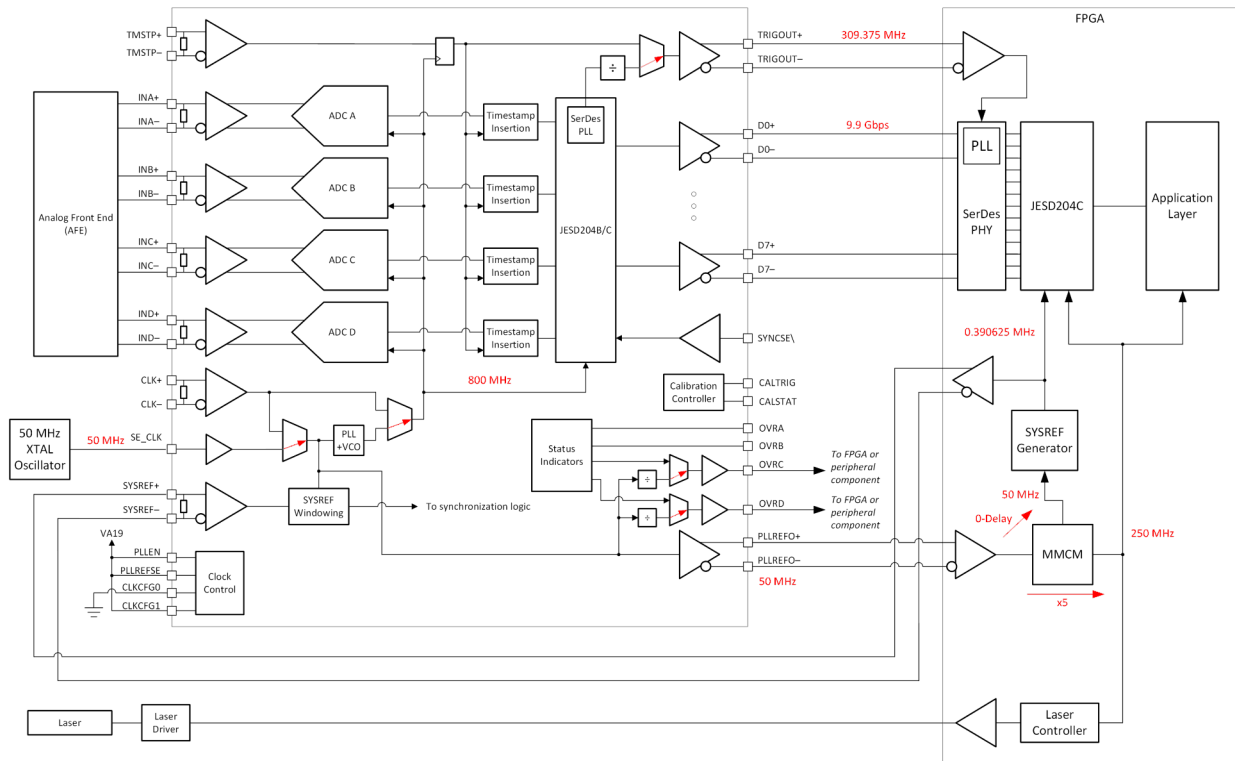 FPGA
TMSTP+
TMSTP–
TRIGOUT+
309.375 MHz
TRIGOUT–
÷
Analog Front End
(AFE)
INA+
INA–
ADC A
Timestamp
Insertion
SerDes
PLL
D0+
9.9 Gbps
D0–
PLL
INB+
INB–
ADC B
Timestamp
Insertion
JESD204B/C
SerDes
PHY
JESD204C
Application
Layer
INC+
INC–
ADC C
Timestamp
Insertion
D7+
D7–
IND+
IND–
ADC D
Timestamp
Insertion
SYNCSE\
0.390625 MHz
CLK+
CLK–
800 MHz
Calibration
Controller
CALTRIG
CALSTAT
50 MHz
XTAL
Oscillator
50 MHz
SE_CLK
PLL
+VCO
Status
Indicators
OVRA
OVRB
OVRC
÷
To FPGA or
peripheral
component
SYSREF
Generator
SYSREF+
SYSREF–
SYSREF
Windowing
To synchronization logic
OVRD
÷
To FPGA or
peripheral
component
50 MHz
0-Delay
250 MHz
VA19
PLLEN
PLLREFSE
CLKCFG0
CLKCFG1
Clock
Control
PLLREFO+
PLLREFO–
50 MHz
MMCM
x5
Laser
Laser
Driver
Laser
Controller